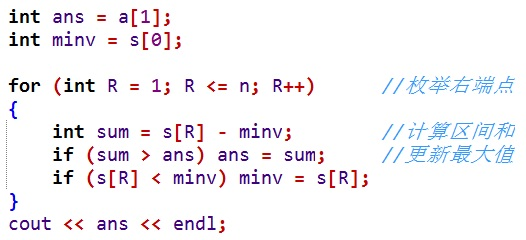 int ans = a[1];
int minv = s[0];
for (int R = 1; R <= n; R++) //枚举右端点
{
int sum = s[R] - minv; //计算区间和
if (sum > ans) ans = sum; //更新最大值
if (s[R] < minv) minv = s[R];
}
cout << ans << endl;